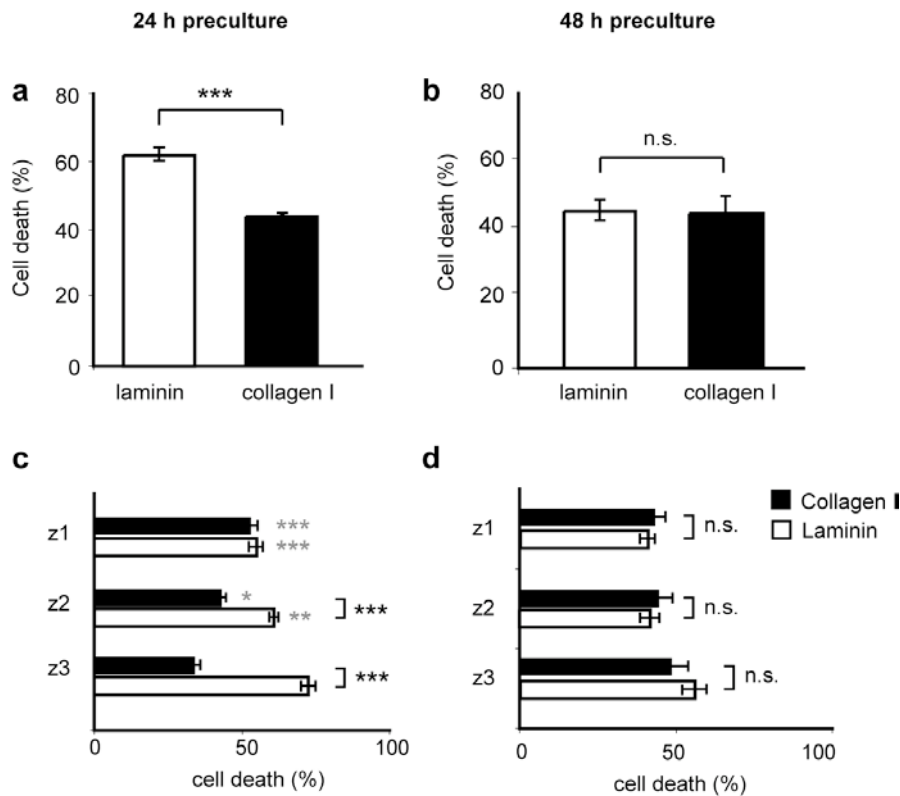 24 h preculture
48 h preculture
a
80
60
40
20
0
Cell death (%)
***
laminin
collagen I
b
80
60
40
20
0
Cell death (%)
n.s.
laminin
collagen I
c
z1
***
***
z2
*
**
***
z3
***
0
50
100
cell death (%)
d
Collagen I
Laminin
z1
n.s.
z2
n.s.
z3
n.s.
0
50
100
cell death (%)